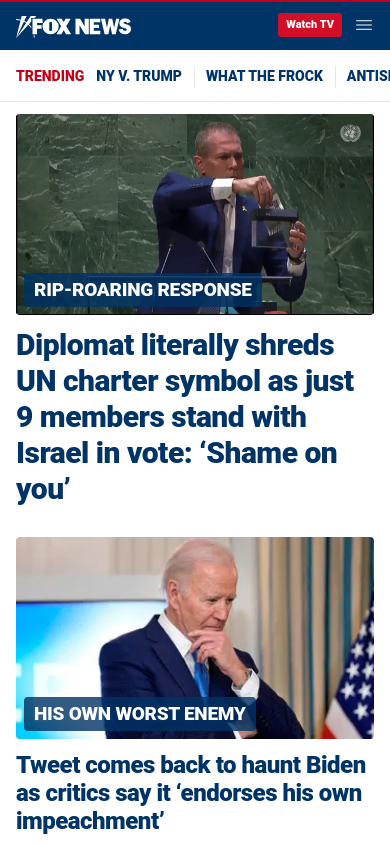 FOX NEWS
Watch TV
TRENDING NY V. TRUMP WHAT THE FROCK ANTIS
RIP-ROARING RESPONSE
Diplomat literally shreds
UN charter symbol as just
9 members stand with
Israel in vote: ‘Shame on
you’
HIS OWN WORST ENEMY
Tweet comes back to haunt Biden
as critics say it ‘endorses his own
impeachment’